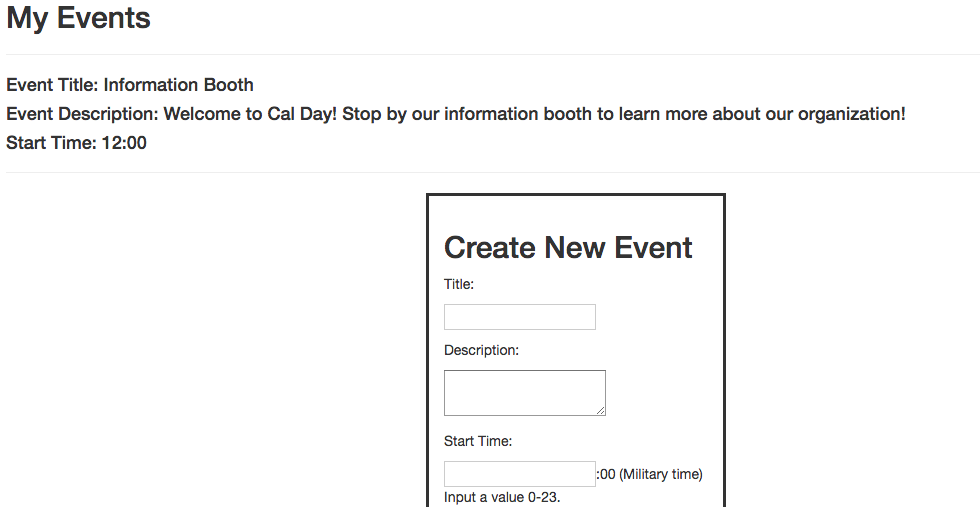 My Events
Event Title: Information Booth
Event Description: Welcome to Cal Day! Stop by our information booth to learn more about our organization!
Start Time: 12:00
Create New Event
Title:
Description:
Start Time:
:00 (Military time)
Input a value 0-23.